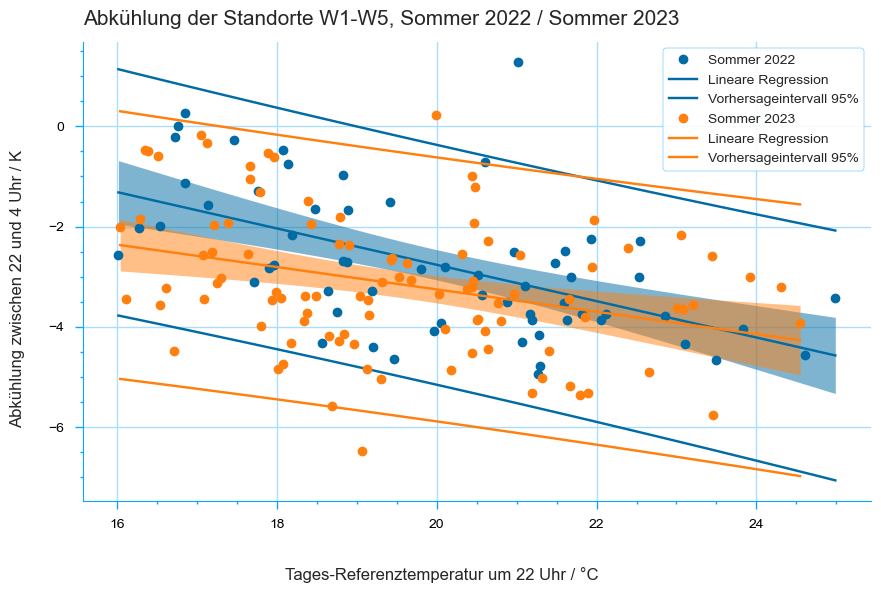 Abkühlung der Standorte W1-W5, Sommer 2022 / Sommer 2023
Sommer 2022
Lineare Regression
Vorhersageintervall 95%
Sommer 2023
Lineare Regression
Vorhersageintervall 95%
Abkühlung zwischen 22 und 4 Uhr / K
0
−2
−4
−6
16
18
20
22
24
Tages-Referenztemperatur um 22 Uhr / °C